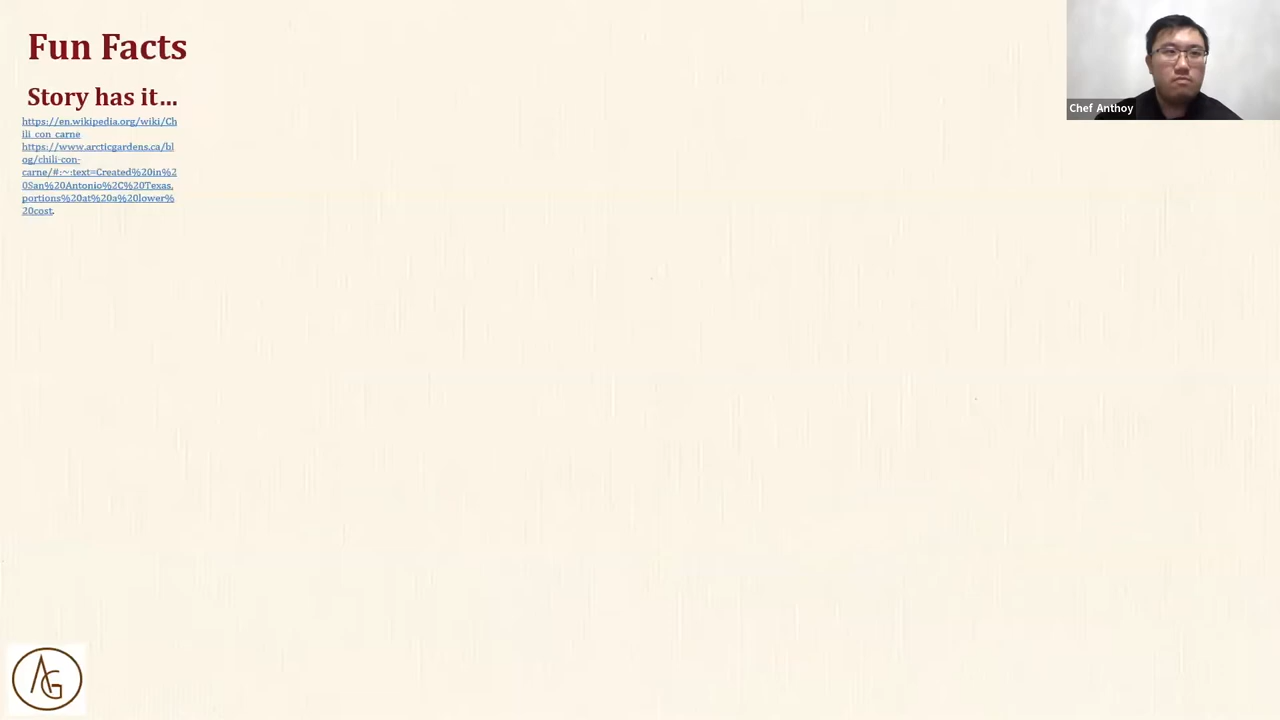 Fun Facts
Story has it...
https://en.wikipedia.org/wiki/Ch
ili_con_carne
https://www.arcticgardens.ca/bl
og/chili-con-
carne/#:~:text=Created%20in%2
0San%20Antonio%2C%20Texas,
portions%20at%20a%20lower%
20cost.
Chef Anthoy
AG